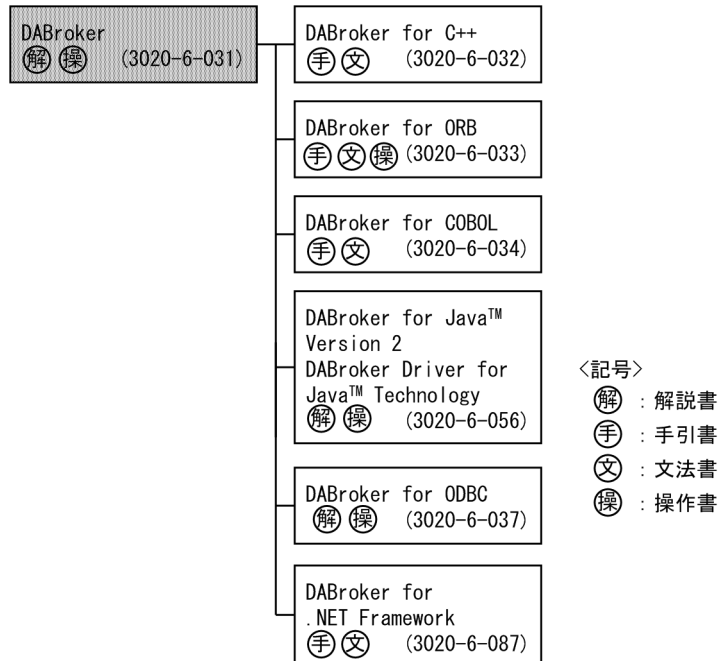 DABroker
解 操 (3020-6-031)
DABroker for C++
手 文 (3020-6-032)
DABroker for ORB
手 文 操 (3020-6-033)
DABroker for COBOL
手 文 (3020-6-034)
DABroker for Java™
Version 2
DABroker Driver for
Java™ Technology
解 操 (3020-6-056)
DABroker for ODBC
解 操 (3020-6-037)
DABroker for
.NET Framework
手 文 (3020-6-087)
〈記号〉
解 : 解説書
手 : 手引書
文 : 文法書
操 : 操作書